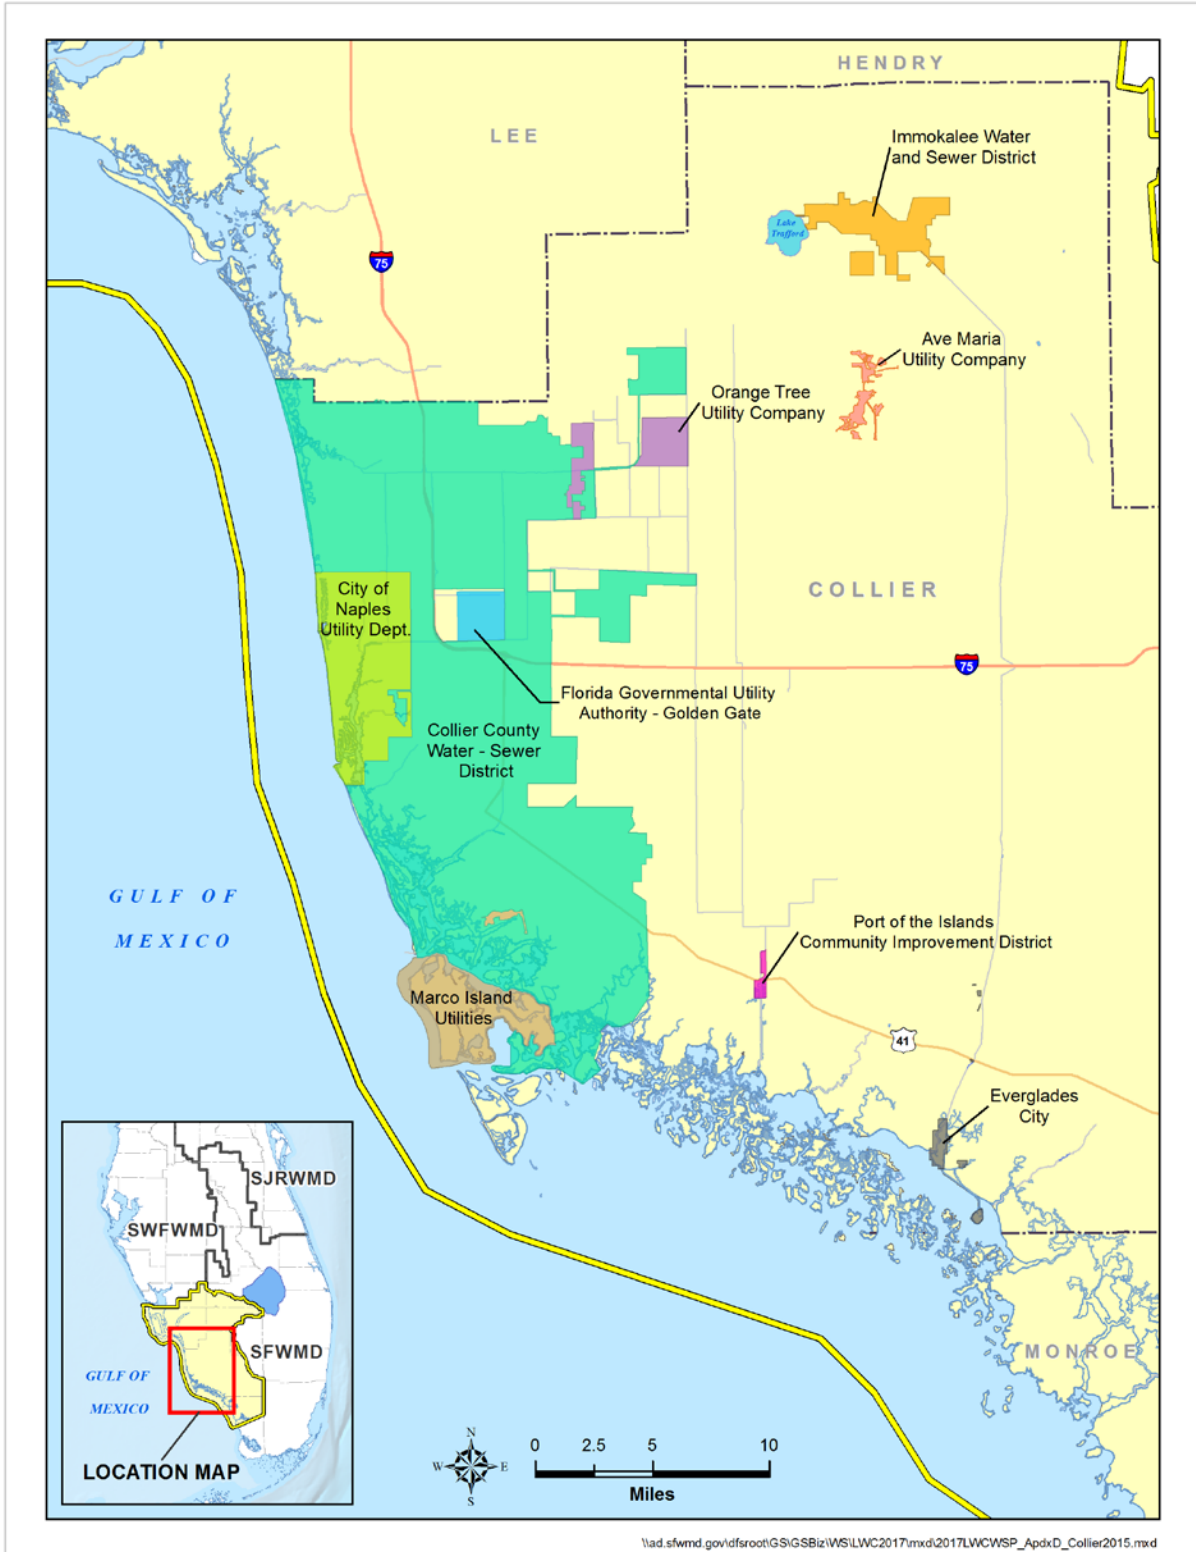 HENDRY
LEE
Immokalee Water
and Sewer District
Lake
Trafford
75
Ave Maria
Utility Company
Orange Tree
Utility Company
City of
Naples
Utility Dept.
COLLIER
75
Florida Governmental Utility
Authority - Golden Gate
Collier County
Water - Sewer
District
GULF OF
MEXICO
Port of the Islands
Community Improvement District
Marco Island
Utilities
41
Everglades
City
MONROE
SJRWMD
SWFWMD
SFWMD
GULF OF
MEXICO
LOCATION MAP
N
W E
S
0 2.5 5 10
Miles
\\ad.sfwmd.gov\dfsroot\GS\GSBiz\WS\LWC2017\mxd\2017LWCWSP_ApdxD_Collier2015.mxd